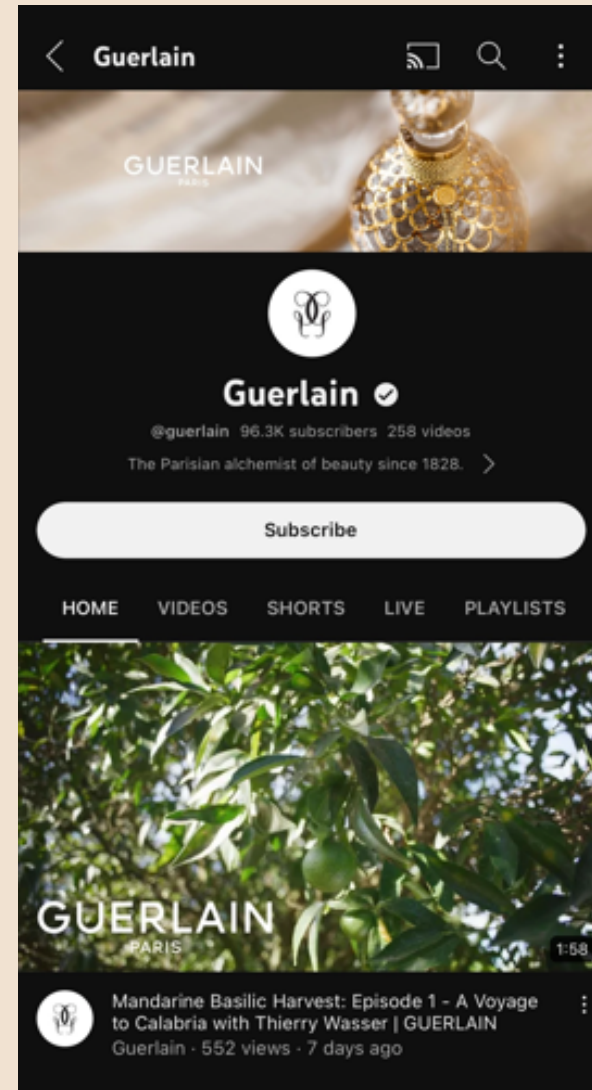 Guerlain
GUERLAIN
PARIS
Guerlain
@guerlain 96.3K subscribers 258 videos
The Parisian alchemist of beauty since 1828.
Subscribe
HOME VIDEOS SHORTS LIVE PLAYLISTS
GUERLAIN
PARIS
1:58
Mandarine Basilic Harvest: Episode 1 - A Voyage
to Calabria with Thierry Wasser | GUERLAIN
Guerlain · 552 views · 7 days ago